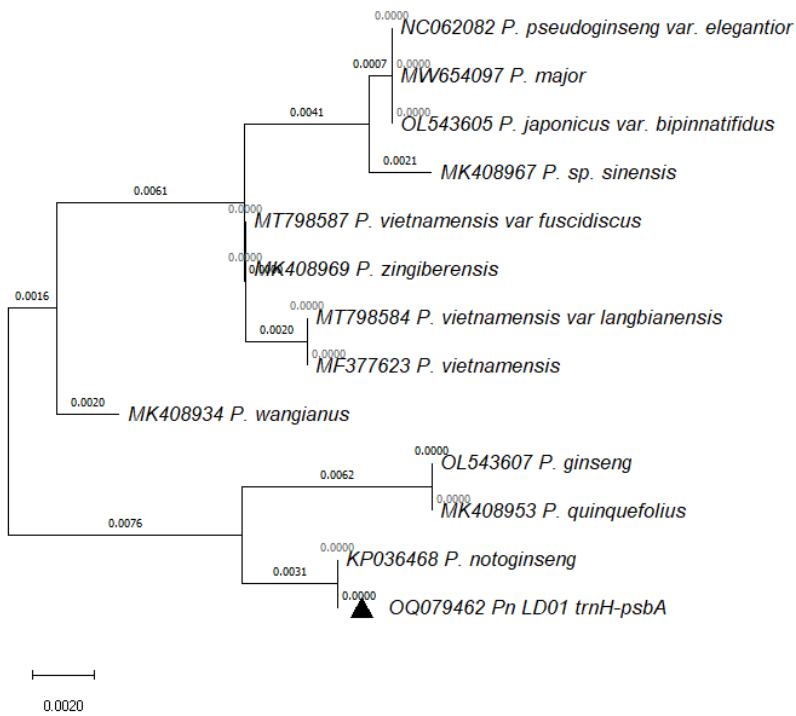 0.0000
NC062082 P. pseudoginseng var. elegantior
0.0007
0.0000
MW654097 P. major
0.0041
0.0000
OL543605 P. japonicus var. bipinnatifidus
0.0021
MK408967 P. sp. sinensis
0.0061
0.0000
MT798587 P. vietnamensis var fuscidiscus
0.0000
MK408969 P. zingiberensis
0.0016
0.0000
MT798584 P. vietnamensis var langbianensis
0.0020
0.0000
MF377623 P. vietnamensis
0.0020
MK408934 P. wangianus
0.0000
OL543607 P. ginseng
0.0062
0.0000
MK408953 P. quinquefolius
0.0076
0.0000
KP036468 P. notoginseng
0.0031
0.0000
OQ079462 Pn LD01 trnH-psbA
0.0020